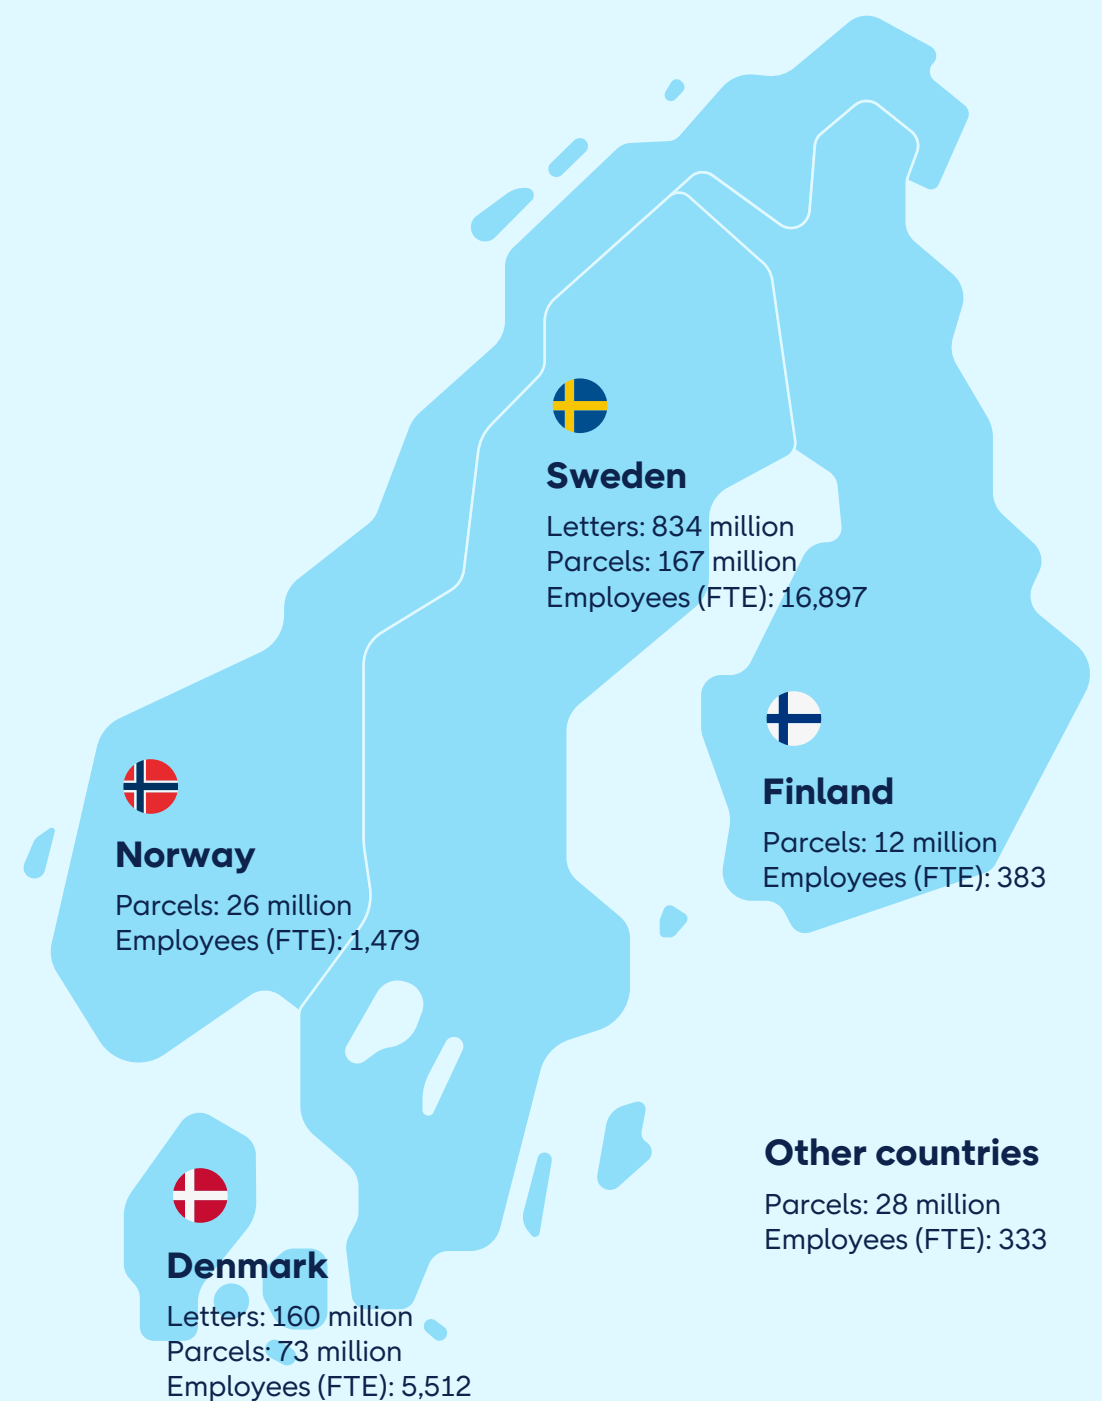 Sweden
Letters: 834 million
Parcels: 167 million
Employees (FTE): 16,897
Finland
Parcels: 12 million
Employees (FTE): 383
Norway
Parcels: 26 million
Employees (FTE): 1,479
Other countries
Parcels: 28 million
Employees (FTE): 333
Denmark
Letters: 160 million
Parcels: 73 million
Employees (FTE): 5,512